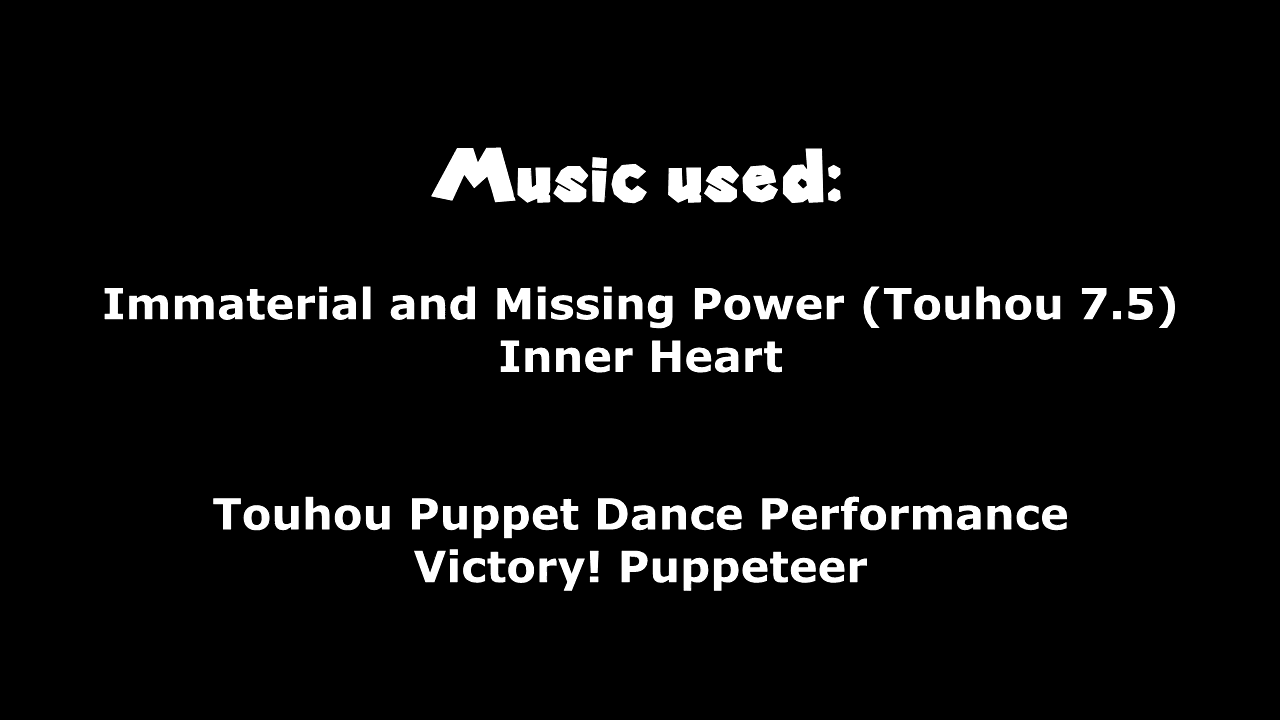 Music used:
Immaterial and Missing Power (Touhou 7.5)
Inner Heart
Touhou Puppet Dance Performance
Victory! Puppeteer